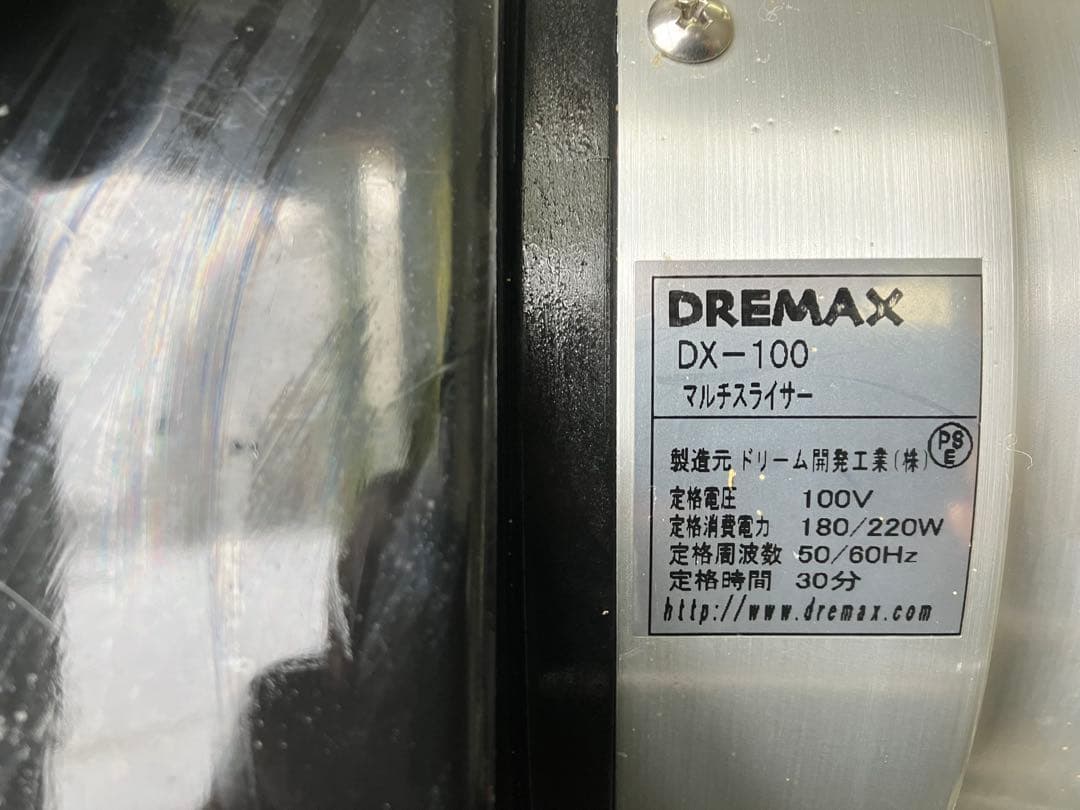 DREMAX
DX-100
マルチスライサー
製造元 ドリーム開発工業(株)
PSE
定格電圧 100V
定格消費電力 180/220W
定格周波数 50/60Hz
定格時間 30分
http://www.dremax.com